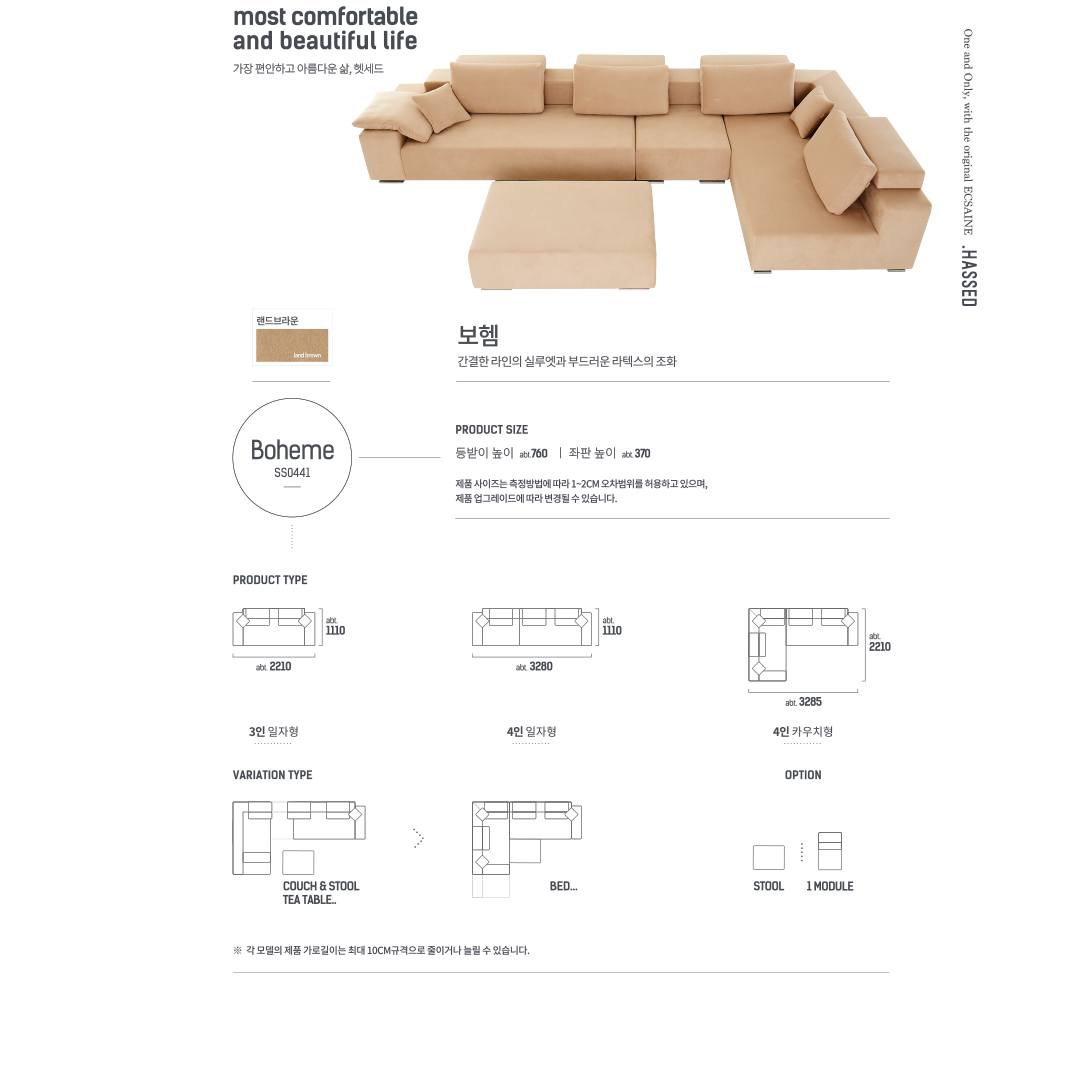 most comfortable
and beautiful life
가장 편안하고 아름다운 삶, 헷세드
One and Only, with the original ECSAINE .HASSED
랜드브라운
land brown
보헴
간결한 라인의 실루엣과 부드러운 라텍스의 조화
Boheme
SS0441
PRODUCT SIZE
등받이 높이 abt.760 | 좌판 높이 abt.370
제품 사이즈는 측정방법에 따라 1~2CM 오차범위를 허용하고 있으며,
제품 업그레이드에 따라 변경될 수 있습니다.
PRODUCT TYPE
abt.
1110
abt. 2210
3인 일자형
abt.
1110
abt. 3280
4인 일자형
abt.
2210
abt. 3285
4인 카우치형
VARIATION TYPE
COUCH & STOOL
TEA TABLE..
BED...
OPTION
STOOL
1 MODULE
※ 각 모델의 제품 가로길이는 최대 10CM규격으로 줄이거나 늘릴 수 있습니다.